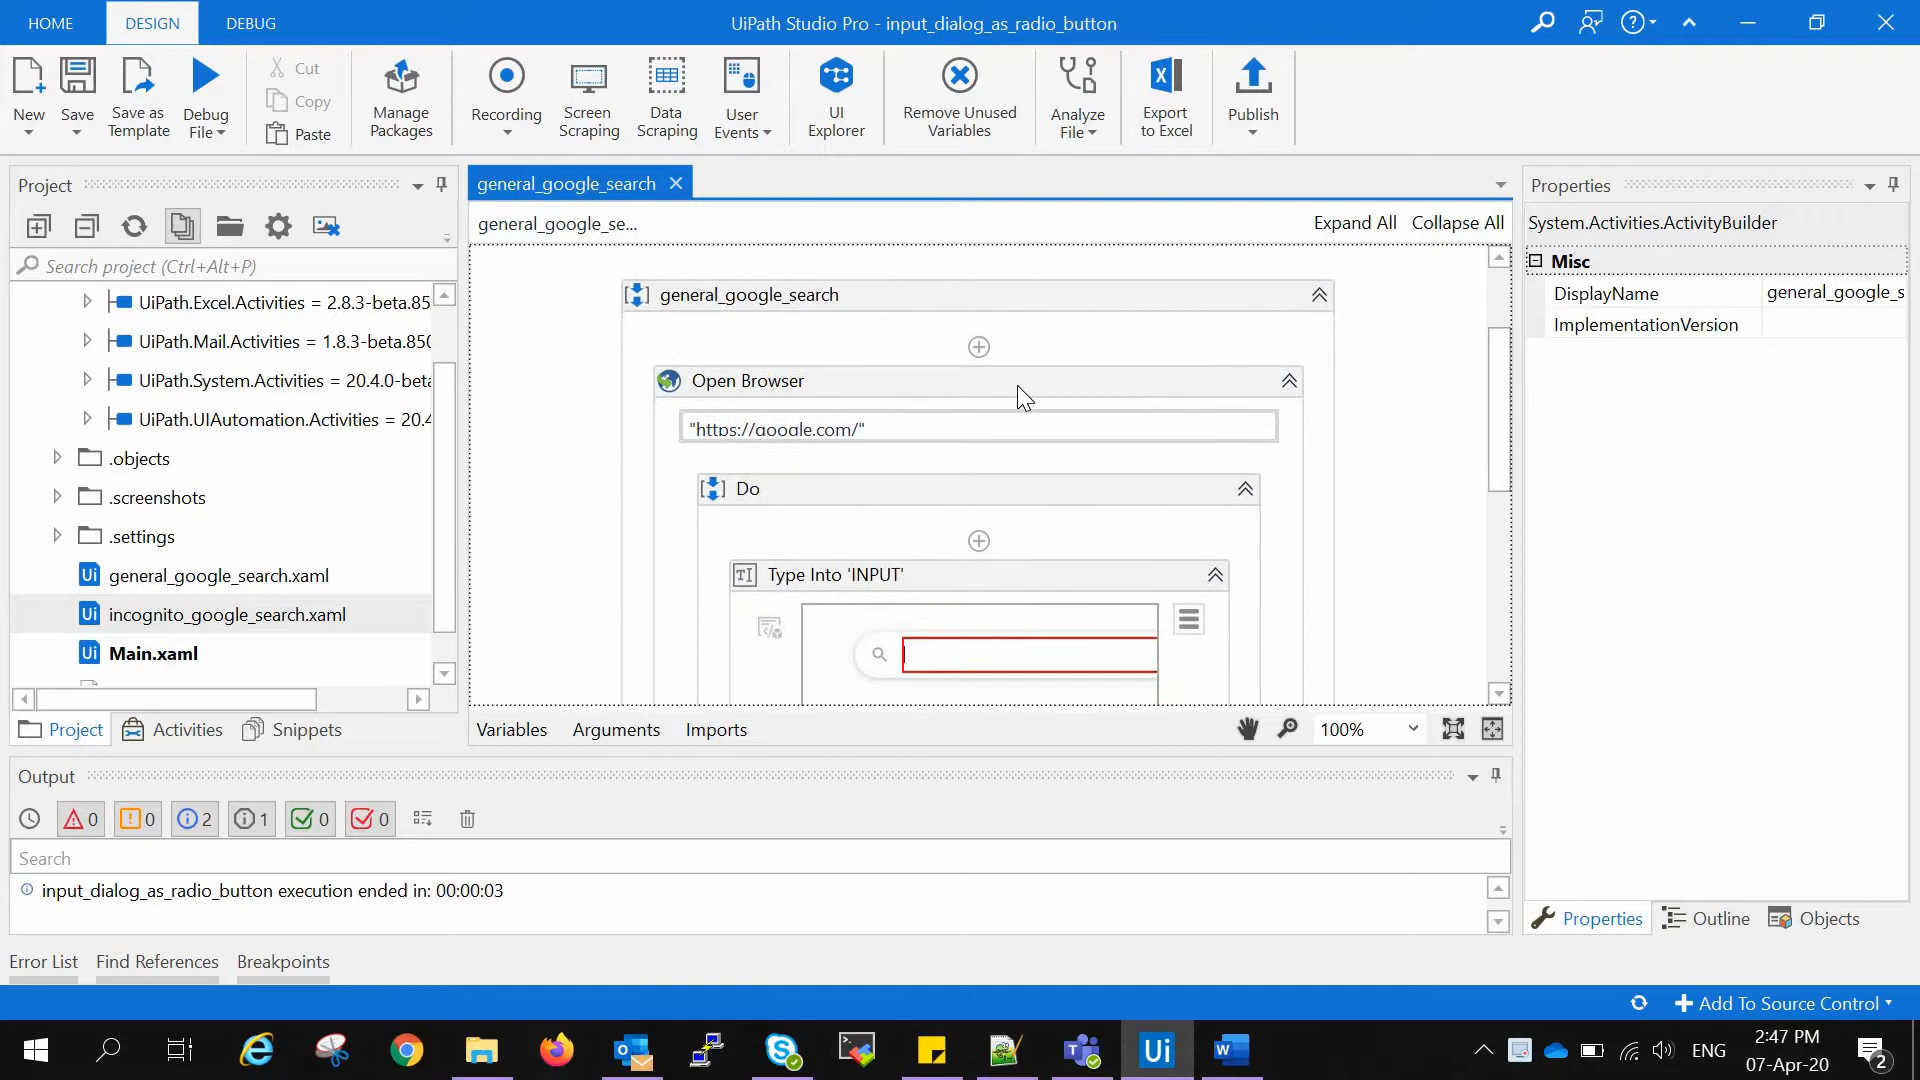 HOME DESIGN DEBUG UiPath Studio Pro - input_dialog_as_radio_button
New Save Save as Template Debug File Cut Copy Paste Manage Packages Recording Screen Scraping Data Scraping User Events UI Explorer Remove Unused Variables Analyze File Export to Excel Publish
Project
Search project (Ctrl+Alt+P)
UiPath.Excel.Activities = 2.8.3-beta.85
UiPath.Mail.Activities = 1.8.3-beta.850
UiPath.System.Activities = 20.4.0-beta
UiPath.UIAutomation.Activities = 20.4
.objects
.screenshots
.settings
Ui general_google_search.xaml
Ui incognito_google_search.xaml
Ui Main.xaml
Project Activities Snippets
general_google_search
general_google_se... Expand All Collapse All
general_google_search
Open Browser
"https://google.com/"
Do
TI Type Into 'INPUT'
Variables Arguments Imports 100%
Properties
System.Activities.ActivityBuilder
Misc
DisplayName general_google_s
ImplementationVersion
Properties Outline Objects
Output
0 0 2 1 0 0
Search
input_dialog_as_radio_button execution ended in: 00:00:03
Error List Find References Breakpoints
Add To Source Control
Ui ENG 2:47 PM
07-Apr-20 2